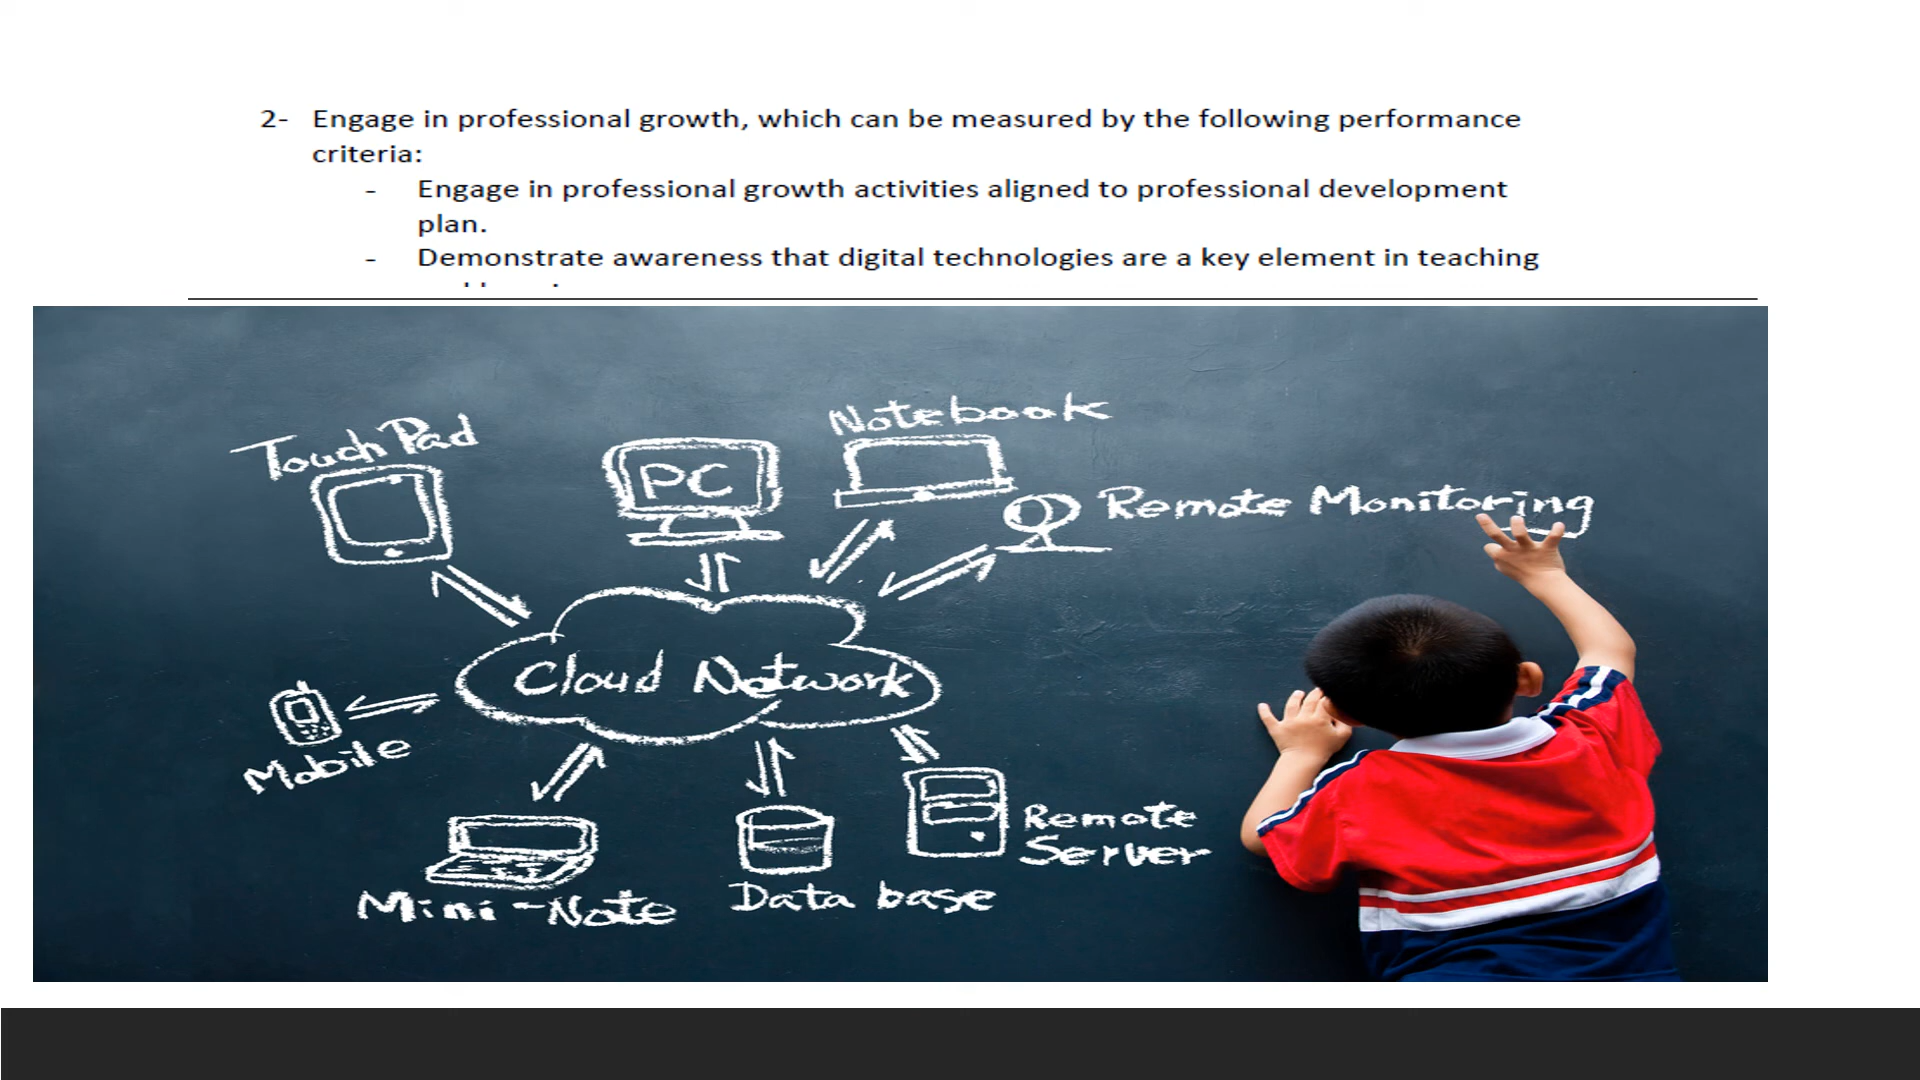 2- Engage in professional growth, which can be measured by the following performance
criteria:
- Engage in professional growth activities aligned to professional development
plan.
- Demonstrate awareness that digital technologies are a key element in teaching
Touch Pad
PC
Notebook
Remote Monitoring
Cloud Network
Mobile
Mini-Note
Data base
Remote
Server